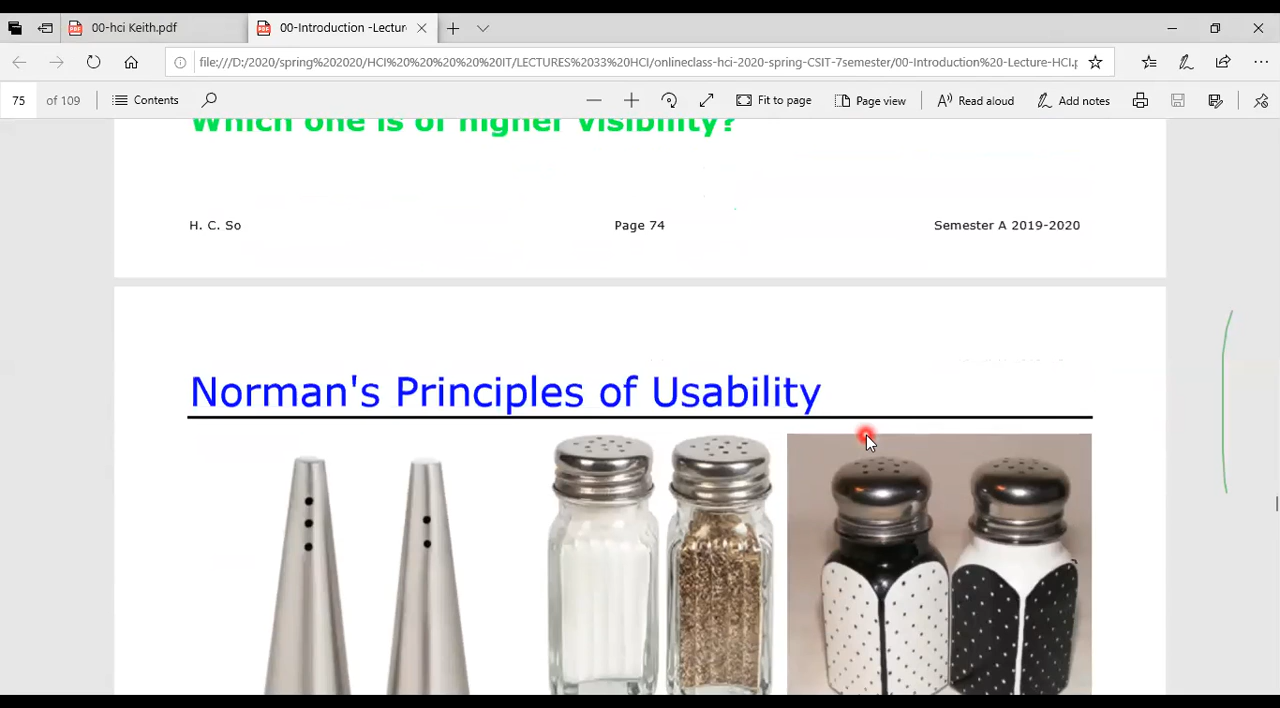 00-hci Keith.pdf
00-Introduction -Lectur
file:///D:/2020/spring%202020/HCI%20%20%20%20%20IT/LECTURES%2033%20HCI/onlineclass-hci-2020-spring-CSIT-7semester/00-Introduction%20-Lecture-HCI.p
75 of 109 Contents Fit to page Page view Read aloud Add notes
Which one is of higher visibility?
H. C. So Page 74 Semester A 2019-2020
Norman's Principles of Usability